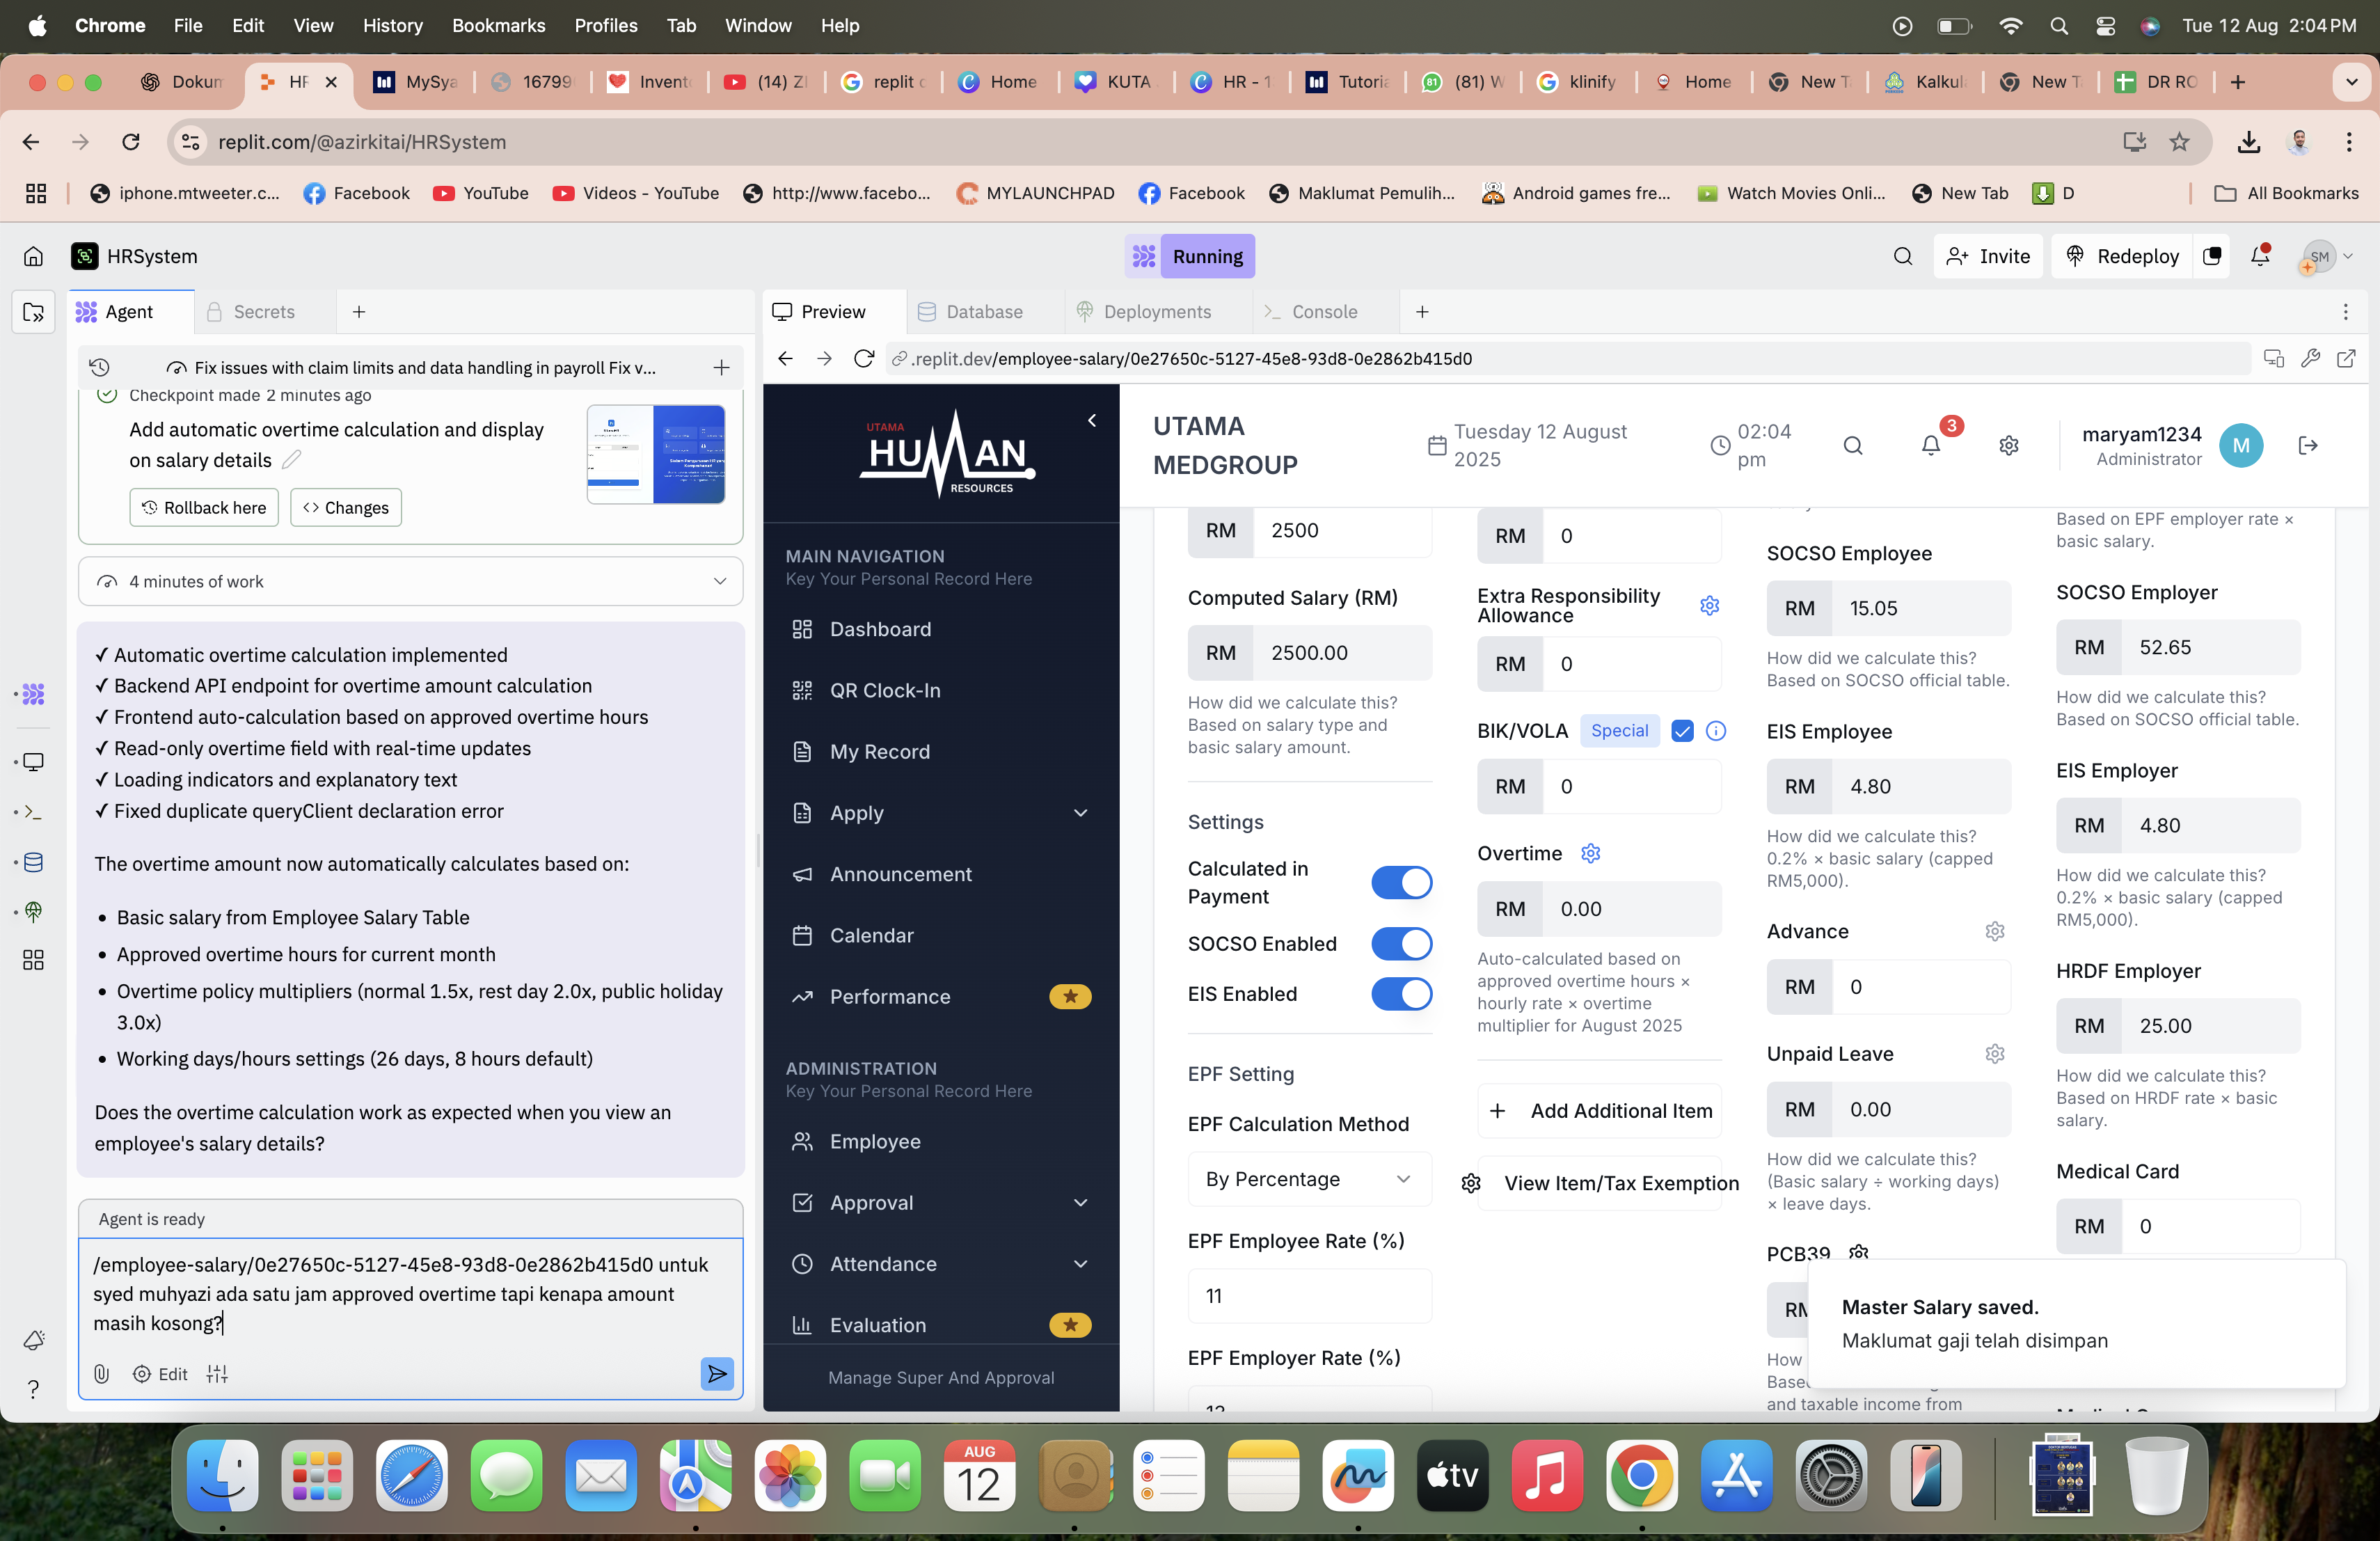 Chrome File Edit View History Bookmarks Profiles Tab Window Help Tue 12 Aug 2:04 PM
Dokun HR MySya 16799 Invent (14) ZI replit c Home KUTA HR - 1 Tutoria (81) W klinify Home New T Kalkul New T DR RO
replit.com/@azirkitai/HRSystem
iphone.mtweeter.c... Facebook YouTube Videos - YouTube http://www.facebo... MYLAUNCHPAD Facebook Maklumat Pemulih... Android games fre... Watch Movies Onli... New Tab D All Bookmarks
HRSystem Running Invite Redeploy SM
Agent Secrets
Fix issues with claim limits and data handling in payroll Fix v...
Checkpoint made 2 minutes ago
Add automatic overtime calculation and display
on salary details
Rollback here Changes
4 minutes of work
✓ Automatic overtime calculation implemented
✓ Backend API endpoint for overtime amount calculation
✓ Frontend auto-calculation based on approved overtime hours
✓ Read-only overtime field with real-time updates
✓ Loading indicators and explanatory text
✓ Fixed duplicate queryClient declaration error
The overtime amount now automatically calculates based on:
• Basic salary from Employee Salary Table
• Approved overtime hours for current month
• Overtime policy multipliers (normal 1.5x, rest day 2.0x, public holiday
3.0x)
• Working days/hours settings (26 days, 8 hours default)
Does the overtime calculation work as expected when you view an
employee's salary details?
Agent is ready
/employee-salary/0e27650c-5127-45e8-93d8-0e2862b415d0 untuk
syed muhyazi ada satu jam approved overtime tapi kenapa amount
masih kosong?
Edit
Preview Database Deployments Console
.replit.dev/employee-salary/0e27650c-5127-45e8-93d8-0e2862b415d0
UTAMA
HUMAN
RESOURCES
MAIN NAVIGATION
Key Your Personal Record Here
Dashboard
QR Clock-In
My Record
Apply
Announcement
Calendar
Performance
ADMINISTRATION
Key Your Personal Record Here
Employee
Approval
Attendance
Evaluation
Manage Super And Approval
UTAMA
MEDGROUP
Tuesday 12 August
2025
02:04
pm
3
maryam1234
Administrator
M
RM 2500
Computed Salary (RM)
RM 2500.00
How did we calculate this?
Based on salary type and
basic salary amount.
Settings
Calculated in
Payment
SOCSO Enabled
EIS Enabled
EPF Setting
EPF Calculation Method
By Percentage
EPF Employee Rate (%)
11
EPF Employer Rate (%)
RM 0
Extra Responsibility
Allowance
RM 0
BIK/VOLA Special
RM 0
Overtime
RM 0.00
Auto-calculated based on
approved overtime hours ×
hourly rate × overtime
multiplier for August 2025
Add Additional Item
View Item/Tax Exemption
SOCSO Employee
RM 15.05
How did we calculate this?
Based on SOCSO official table.
EIS Employee
RM 4.80
How did we calculate this?
0.2% × basic salary (capped
RM5,000).
Advance
RM 0
Unpaid Leave
RM 0.00
How did we calculate this?
(Basic salary ÷ working days)
× leave days.
PCB39
How
and taxable income from
Based on EPF employer rate ×
basic salary.
SOCSO Employer
RM 52.65
How did we calculate this?
Based on SOCSO official table.
EIS Employer
RM 4.80
How did we calculate this?
0.2% × basic salary (capped
RM5,000).
HRDF Employer
RM 25.00
How did we calculate this?
Based on HRDF rate × basic
salary.
Medical Card
RM 0
Master Salary saved.
Maklumat gaji telah disimpan
AUG
12
tv